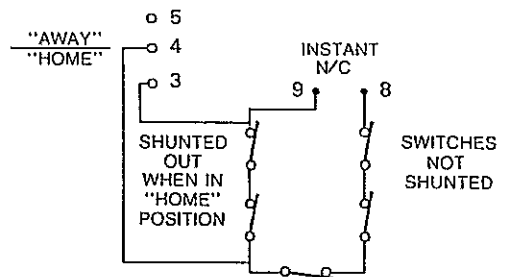 5
"AWAY"
4
"HOME"
3
INSTANT
N/C
9
8
SHUNTED
OUT
WHEN IN
"HOME"
POSITION
SWITCHES
NOT
SHUNTED